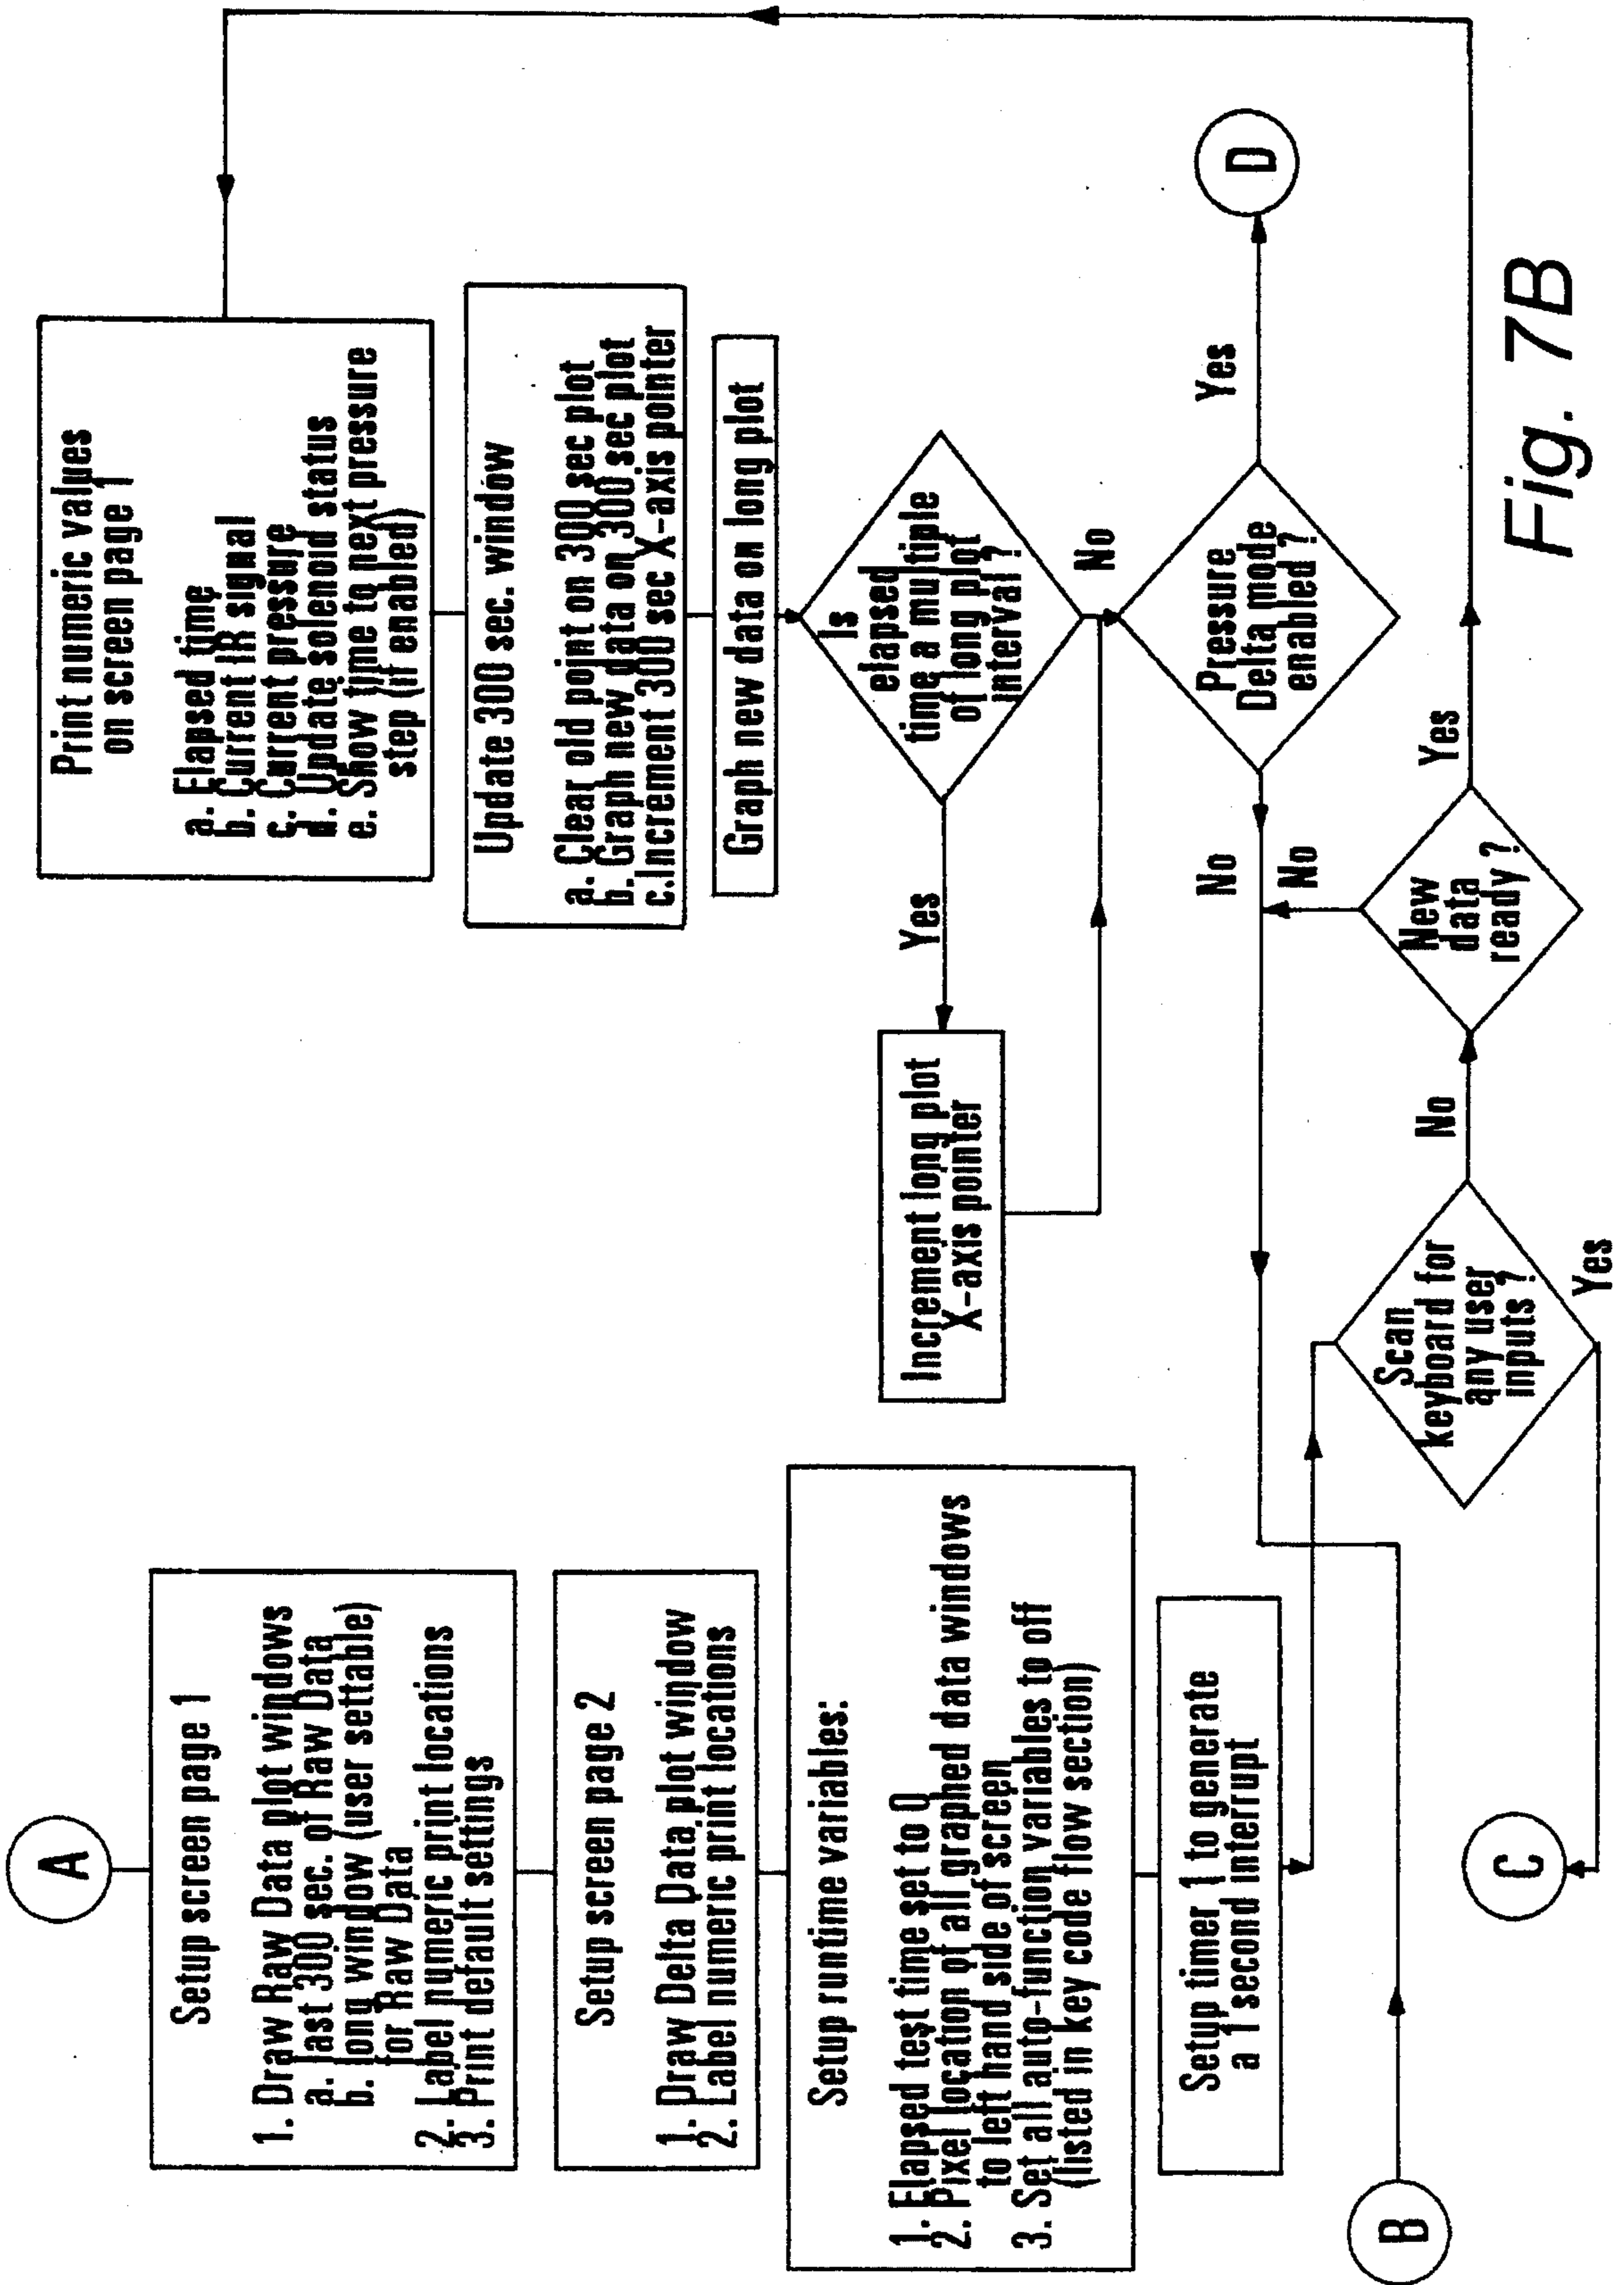 A
Setup screen page 1
1. Draw Raw Data plot windows
a. last 300 sec. of Raw Data
b. long window (user settable)
for Raw Data
2. Label numeric print locations
3. Print default settings
Setup screen page 2
1. Draw Delta Data plot window
2. Label numeric print locations
Setup runtime variables:
1. Elapsed test time set to 0
2. Pixel location of all graphed data windows
to left hand side of screen
3. Set all auto-function variables to off
(listed in key code flow section)
Setup timer 1 to generate
a 1 second interrupt
B
C
Scan
keyboard for
any user
inputs ?
Yes
No
New
data
ready ?
No
Yes
Print numeric values
on screen page 1
a. Elapsed time
b. Current IR signal
c. Current pressure
d. Update solenoid status
e. Show time to next pressure
step (if enabled)
Update 300 sec. window
a. Clear old point on 300 sec plot
b. Graph new data on 300 sec plot
c. Increment 300 sec X-axis pointer
Graph new data on long plot
Is
elapsed
time a multiple
of long plot
interval ?
Yes
No
Increment long plot
X-axis pointer
Pressure
Delta mode
enabled ?
No
Yes
D
Fig. 7B